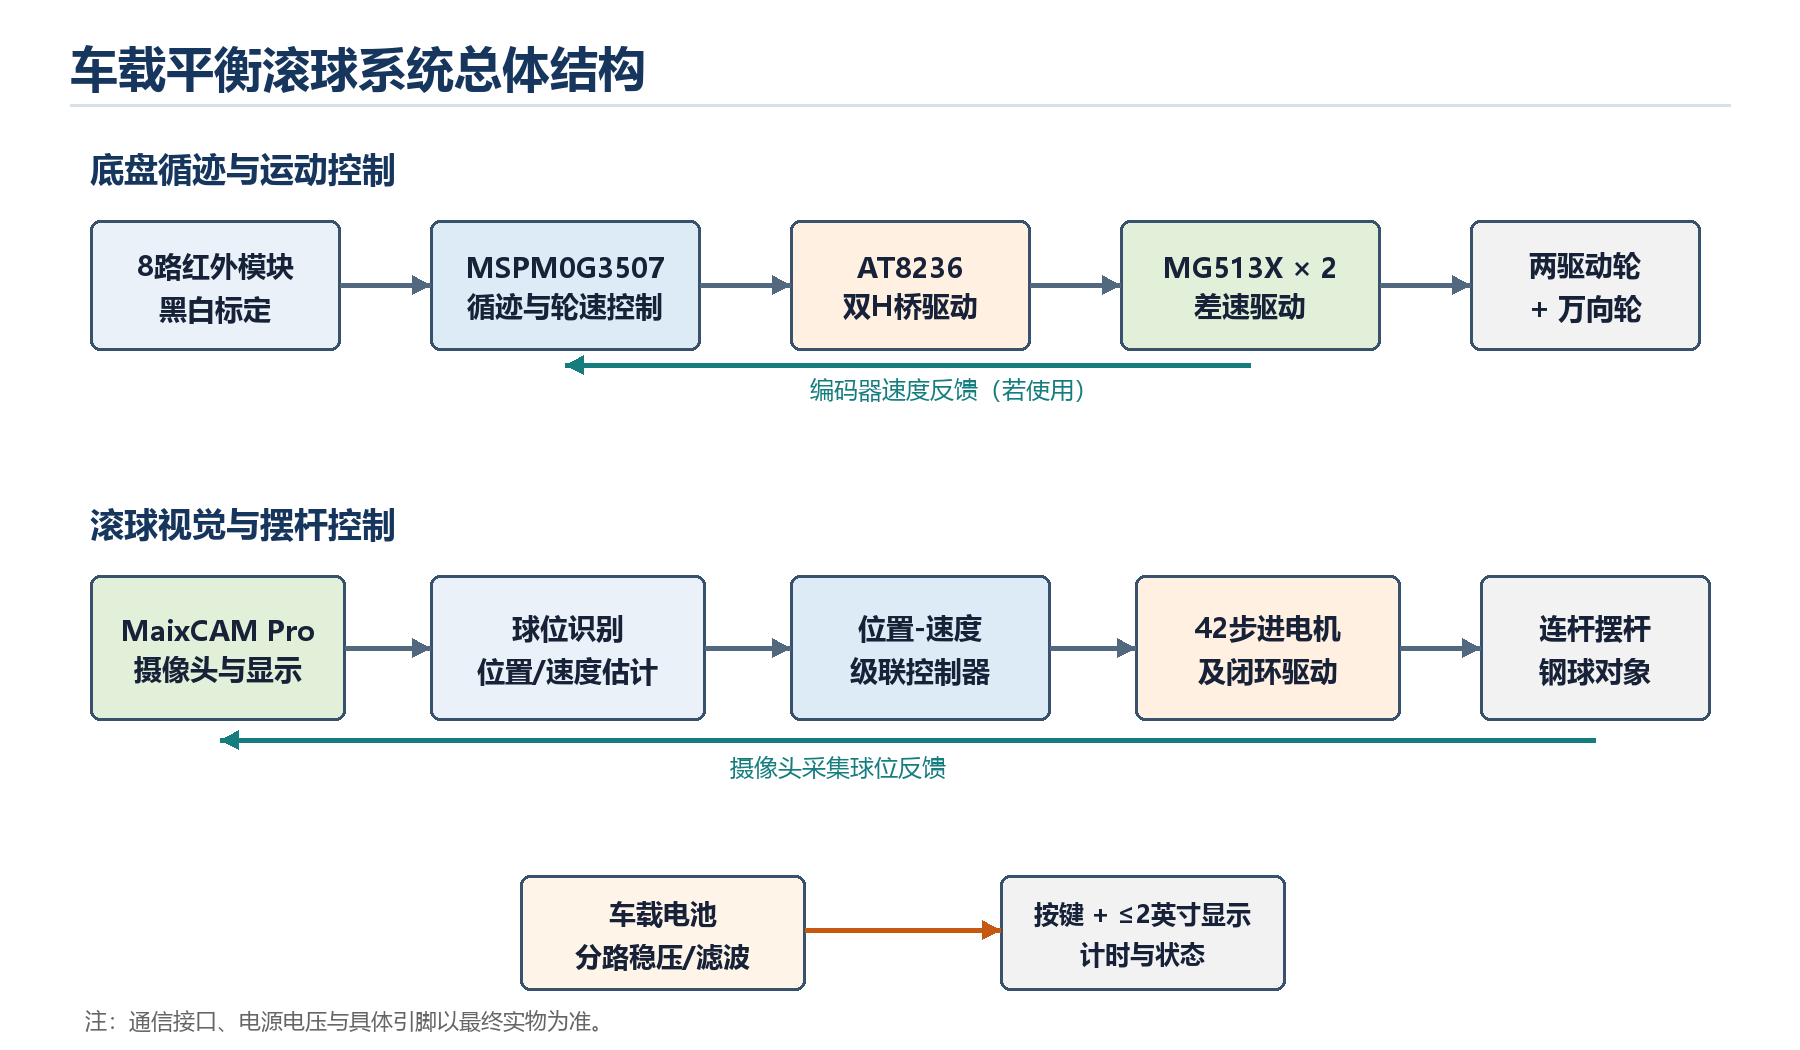 车载平衡滚球系统总体结构
底盘循迹与运动控制
8路红外模块
黑白标定
MSPM0G3507
循迹与轮速控制
AT8236
双H桥驱动
MG513X × 2
差速驱动
两驱动轮
+ 万向轮
编码器速度反馈（若使用）
滚球视觉与摆杆控制
MaixCAM Pro
摄像头与显示
球位识别
位置/速度估计
位置-速度
级联控制器
42步进电机
及闭环驱动
连杆摆杆
钢球对象
摄像头采集球位反馈
车载电池
分路稳压/滤波
按键 + ≤2英寸显示
计时与状态
注：通信接口、电源电压与具体引脚以最终实物为准。